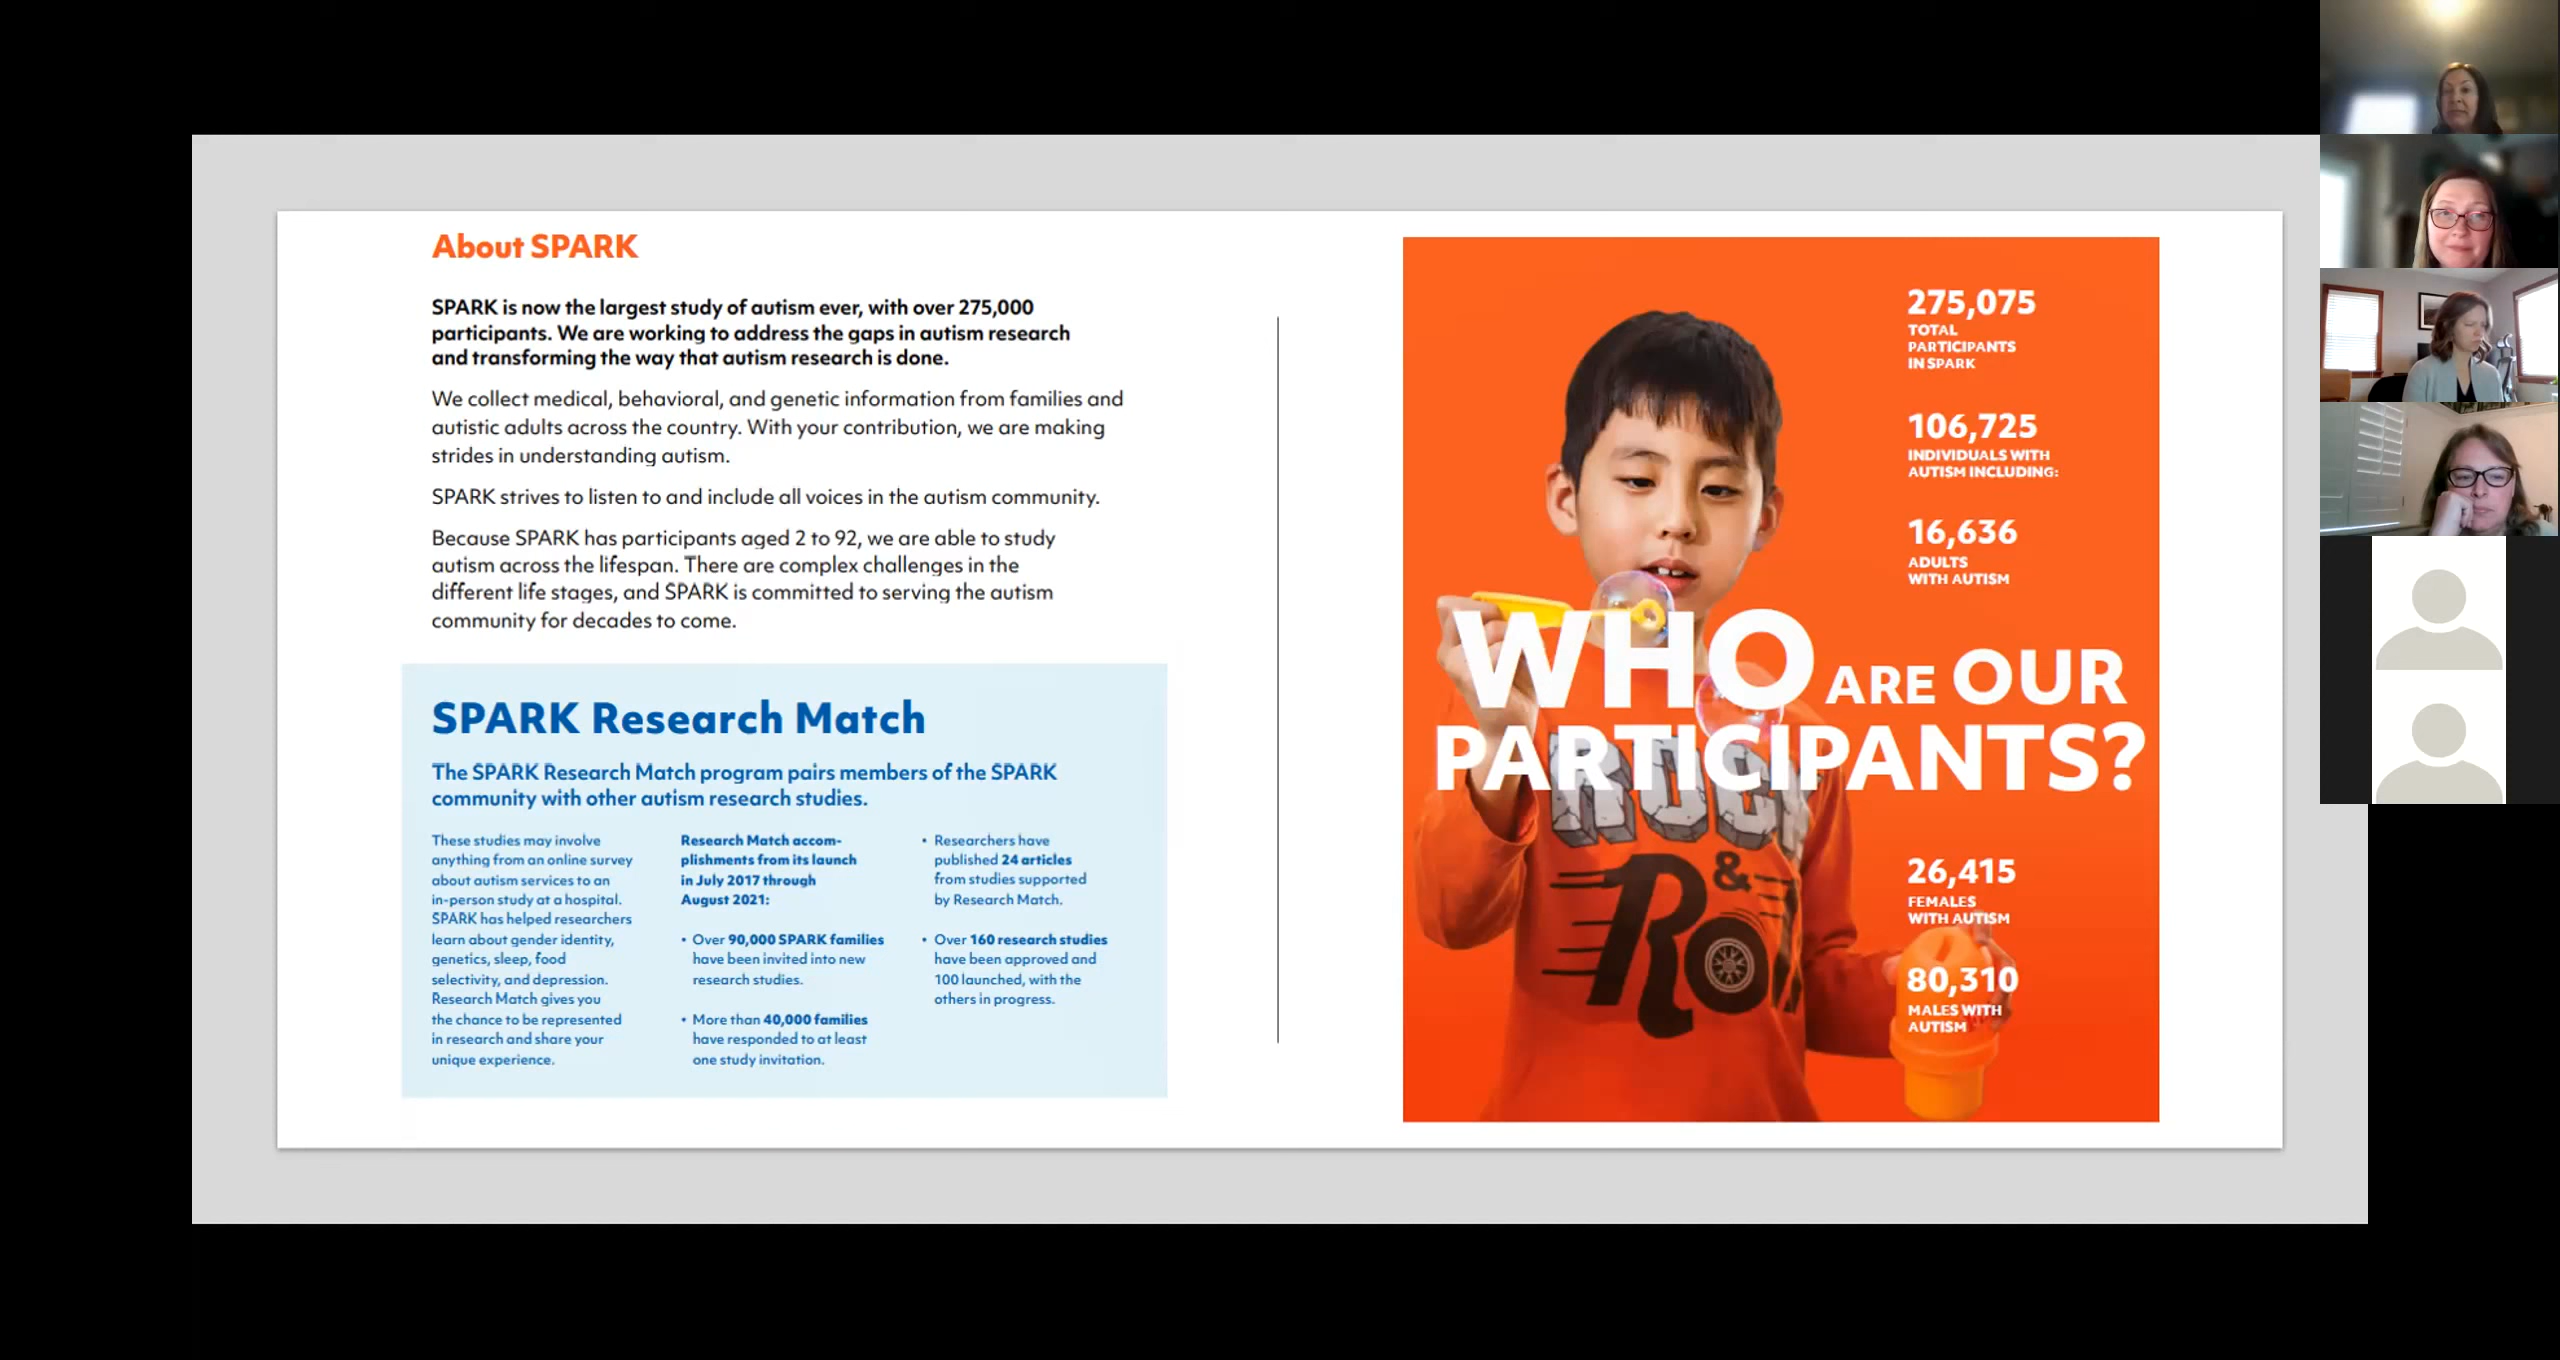 About SPARK
SPARK is now the largest study of autism ever, with over 275,000
participants. We are working to address the gaps in autism research
and transforming the way that autism research is done.
We collect medical, behavioral, and genetic information from families and
autistic adults across the country. With your contribution, we are making
strides in understanding autism.
SPARK strives to listen to and include all voices in the autism community.
Because SPARK has participants aged 2 to 92, we are able to study
autism across the lifespan. There are complex challenges in the
different life stages, and SPARK is committed to serving the autism
community for decades to come.
SPARK Research Match
The SPARK Research Match program pairs members of the SPARK
community with other autism research studies.
These studies may involve
anything from an online survey
about autism services to an
in-person study at a hospital.
SPARK has helped researchers
learn about gender identity,
genetics, sleep, food
selectivity, and depression.
Research Match gives you
the chance to be represented
in research and share your
unique experience.
Research Match accom-
plishments from its launch
in July 2017 through
August 2021:
• Over 90,000 SPARK families
have been invited into new
research studies.
• More than 40,000 families
have responded to at least
one study invitation.
• Researchers have
published 24 articles
from studies supported
by Research Match.
• Over 160 research studies
have been approved and
100 launched, with the
others in progress.
275,075
TOTAL
PARTICIPANTS
IN SPARK
106,725
INDIVIDUALS WITH
AUTISM INCLUDING:
16,636
ADULTS
WITH AUTISM
WHO ARE OUR
PARTICIPANTS?
ROCK
&
Ro
26,415
FEMALES
WITH AUTISM
80,310
MALES WITH
AUTISM